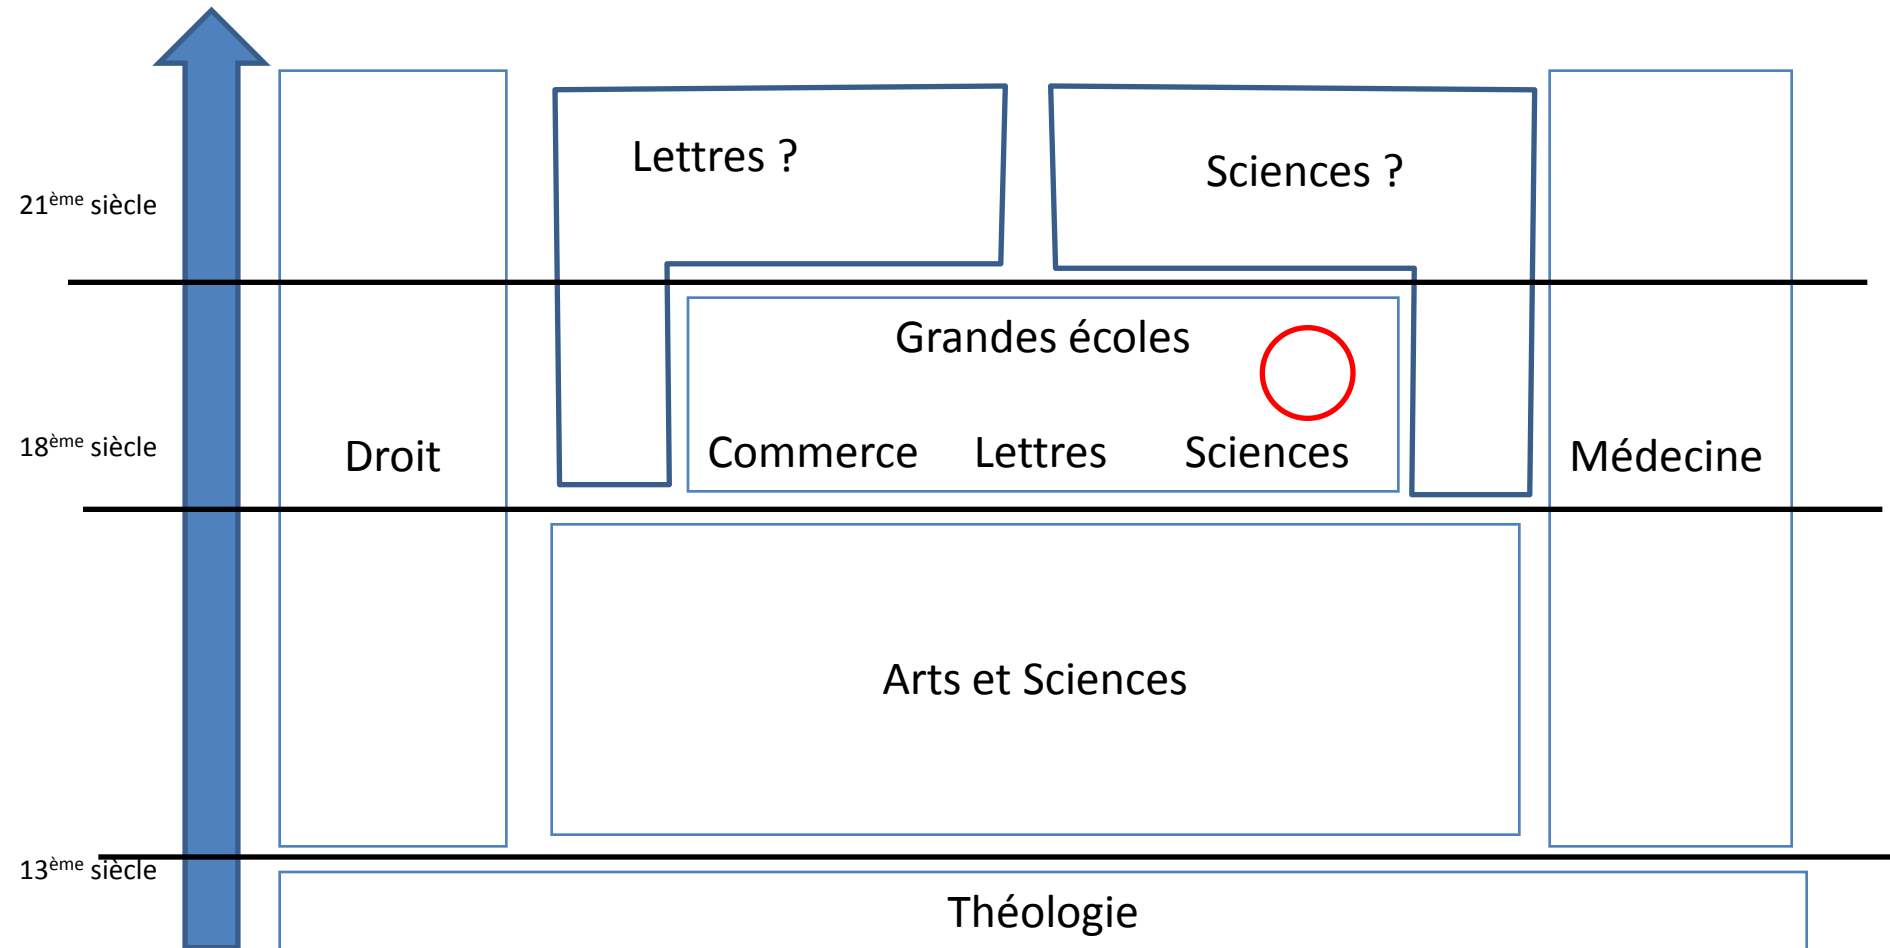 Lettres ?
Sciences ?
21ème siècle
Grandes écoles
18ème siècle
Droit
Commerce Lettres Sciences
Médecine
Arts et Sciences
13ème siècle
Théologie